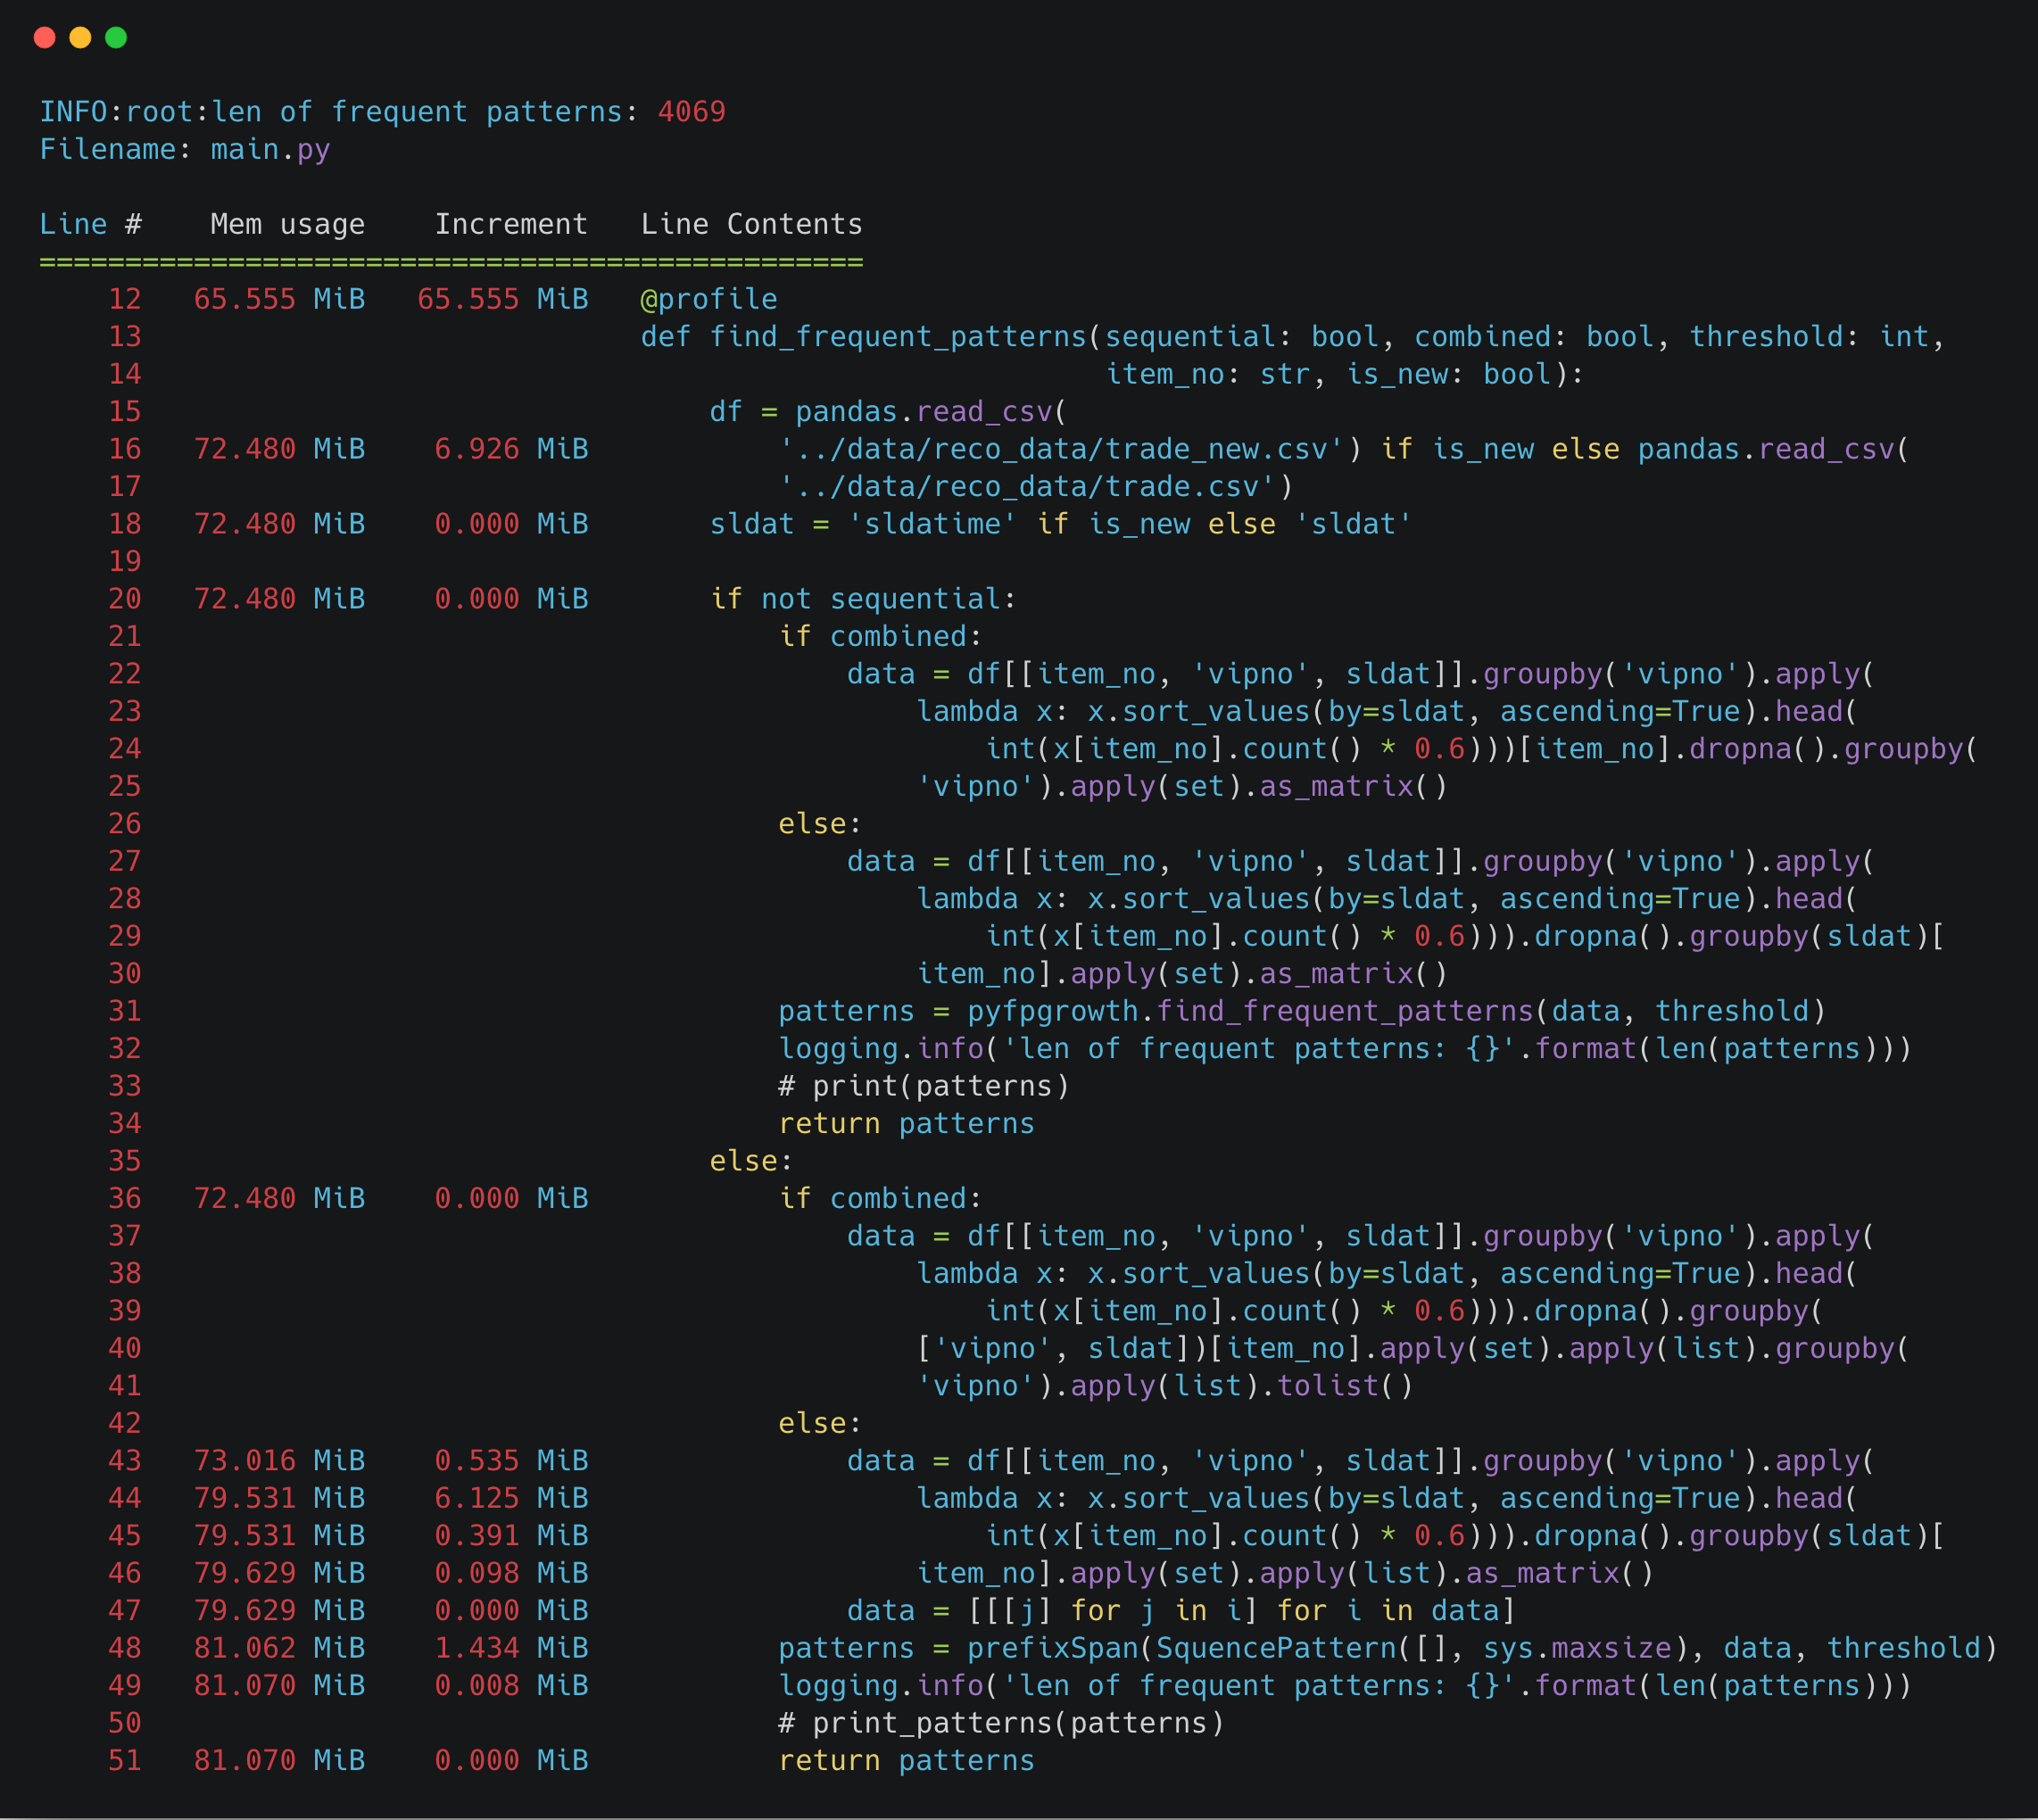 INFO:root:len of frequent patterns: 4069
Filename: main.py

Line #    Mem usage    Increment   Line Contents
================================================
    12   65.555 MiB   65.555 MiB   @profile
    13                             def find_frequent_patterns(sequential: bool, combined: bool, threshold: int,
    14                                                        item_no: str, is_new: bool):
    15                                 df = pandas.read_csv(
    16   72.480 MiB    6.926 MiB           '../data/reco_data/trade_new.csv') if is_new else pandas.read_csv(
    17                                     '../data/reco_data/trade.csv')
    18   72.480 MiB    0.000 MiB       sldat = 'sldatime' if is_new else 'sldat'
    19
    20   72.480 MiB    0.000 MiB       if not sequential:
    21                                     if combined:
    22                                         data = df[[item_no, 'vipno', sldat]].groupby('vipno').apply(
    23                                             lambda x: x.sort_values(by=sldat, ascending=True).head(
    24                                                 int(x[item_no].count() * 0.6)))[item_no].dropna().groupby(
    25                                             'vipno').apply(set).as_matrix()
    26                                     else:
    27                                         data = df[[item_no, 'vipno', sldat]].groupby('vipno').apply(
    28                                             lambda x: x.sort_values(by=sldat, ascending=True).head(
    29                                                 int(x[item_no].count() * 0.6))).dropna().groupby(sldat)[
    30                                             item_no].apply(set).as_matrix()
    31                                     patterns = pyfpgrowth.find_frequent_patterns(data, threshold)
    32                                     logging.info('len of frequent patterns: {}'.format(len(patterns)))
    33                                     # print(patterns)
    34                                     return patterns
    35                                 else:
    36   72.480 MiB    0.000 MiB           if combined:
    37                                         data = df[[item_no, 'vipno', sldat]].groupby('vipno').apply(
    38                                             lambda x: x.sort_values(by=sldat, ascending=True).head(
    39                                                 int(x[item_no].count() * 0.6))).dropna().groupby(
    40                                             ['vipno', sldat])[item_no].apply(set).apply(list).groupby(
    41                                             'vipno').apply(list).tolist()
    42                                     else:
    43   73.016 MiB    0.535 MiB               data = df[[item_no, 'vipno', sldat]].groupby('vipno').apply(
    44   79.531 MiB    6.125 MiB                   lambda x: x.sort_values(by=sldat, ascending=True).head(
    45   79.531 MiB    0.391 MiB                       int(x[item_no].count() * 0.6))).dropna().groupby(sldat)[
    46   79.629 MiB    0.098 MiB                   item_no].apply(set).apply(list).as_matrix()
    47   79.629 MiB    0.000 MiB               data = [[[j] for j in i] for i in data]
    48   81.062 MiB    1.434 MiB           patterns = prefixSpan(SquencePattern([], sys.maxsize), data, threshold)
    49   81.070 MiB    0.008 MiB           logging.info('len of frequent patterns: {}'.format(len(patterns)))
    50                                     # print_patterns(patterns)
    51   81.070 MiB    0.000 MiB           return patterns